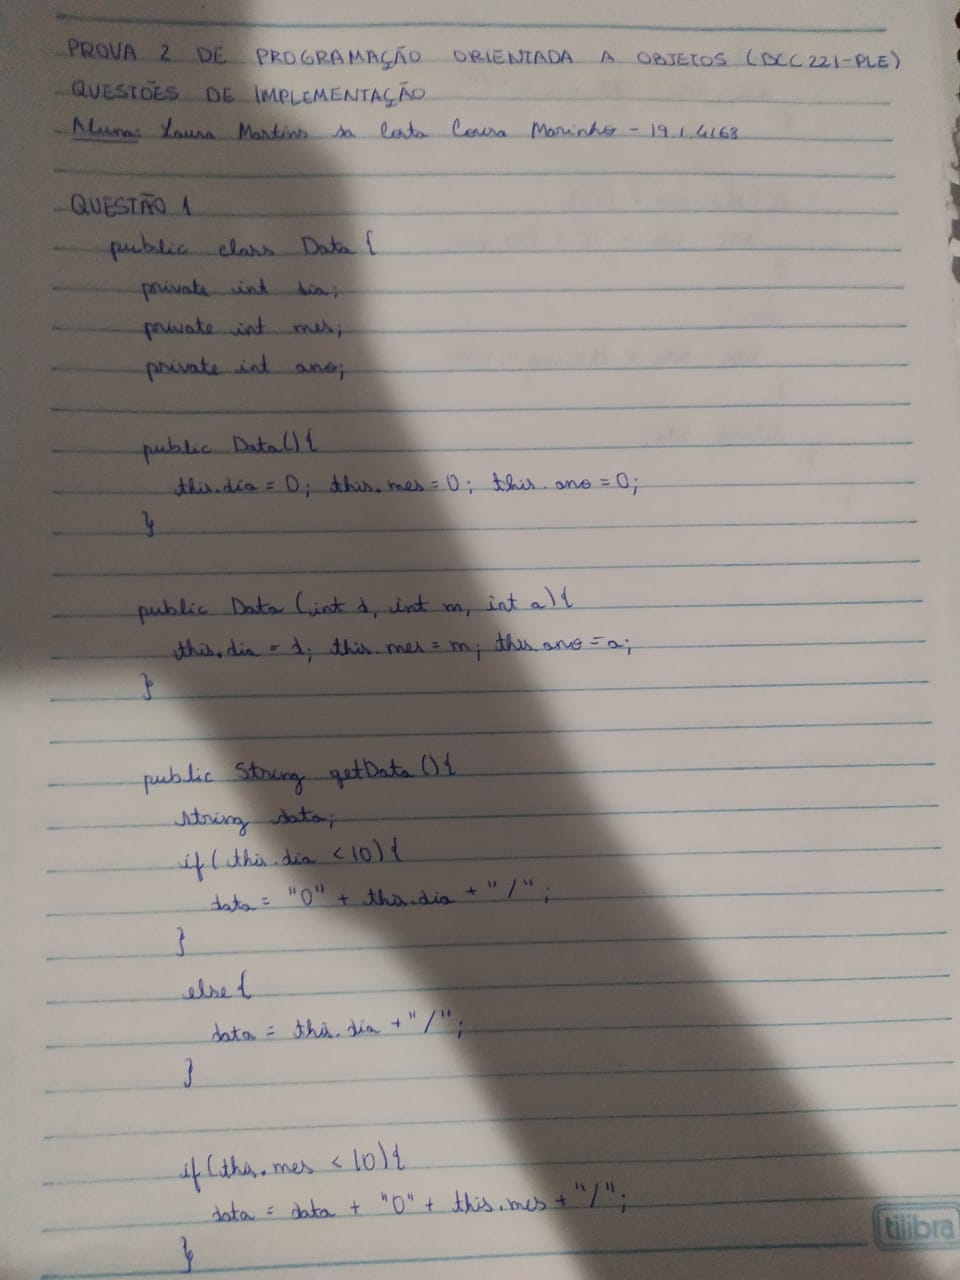 PROVA 2 DE PROGRAMAÇÃO ORIENTADA A OBJETOS (DCC221-PLE)
QUESTÕES DE IMPLEMENTAÇÃO
Aluna: Laura Martins da Costa Coura Marinho - 19.1.4163
QUESTÃO 1
public class Data {
private int dia;
private int mes;
private int ano;
public Data(){
this.dia = 0; this.mes = 0; this.ano = 0;
}
public Data (int d, int m, int a){
this.dia = d; this.mes = m; this.ano = a;
}
public String getData (){
string data;
if (this.dia < 10) {
data = "0" + this.dia + "/";
}
else {
data = this.dia + "/";
}
if (this.mes < 10){
data = data + "0" + this.mes + "/";
}
tilibra